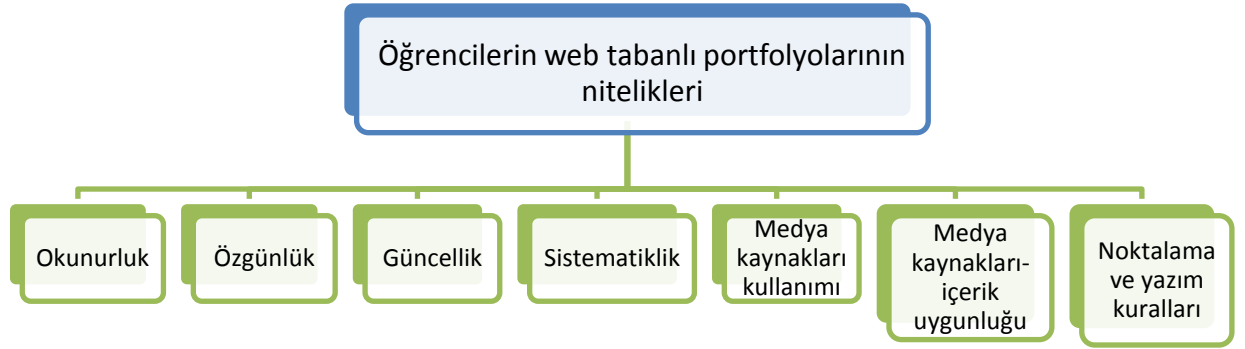 Öğrencilerin web tabanlı portfolyolarının
nitelikleri
Okunurluk
Özgünlük
Güncellik
Sistematiklik
Medya
kaynakları
kullanımı
Medya
kaynakları-
içerik
uygunluğu
Noktalama
ve yazım
kuralları